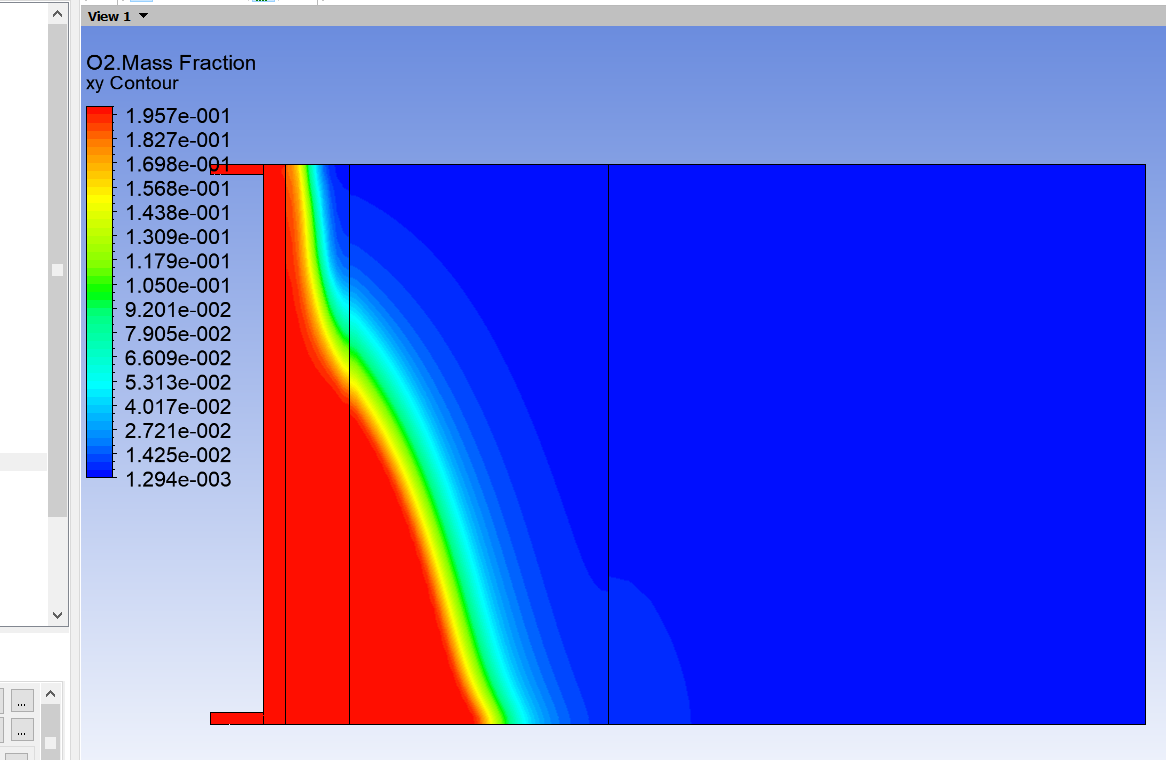 View 1
O2.Mass Fraction
xy Contour
1.957e-001
1.827e-001
1.698e-001
1.568e-001
1.438e-001
1.309e-001
1.179e-001
1.050e-001
9.201e-002
7.905e-002
6.609e-002
5.313e-002
4.017e-002
2.721e-002
1.425e-002
1.294e-003
...
...